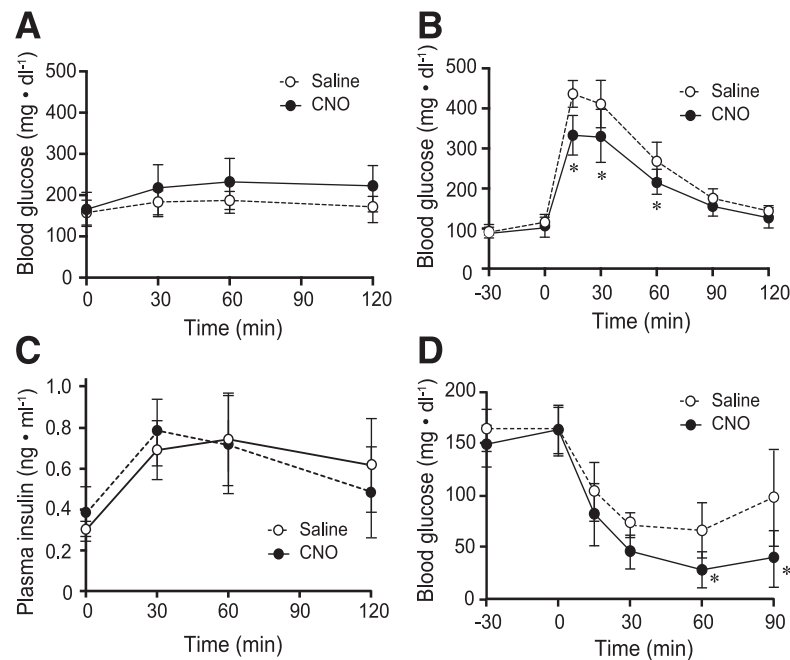 A
Blood glucose (mg • dl-1)
500
400
300
200
100
0
0 30 60 90 120
Time (min)
Saline
CNO
B
Blood glucose (mg • dl-1)
500
400
300
200
100
0
-30 0 30 60 90 120
Time (min)
Saline
CNO
* * *
C
Plasma insulin (ng • ml-1)
1.0
0.8
0.6
0.4
0.2
0
0 30 60 90 120
Time (min)
Saline
CNO
D
Blood glucose (mg • dl-1)
200
150
100
50
0
-30 0 30 60 90
Time (min)
Saline
CNO
* *